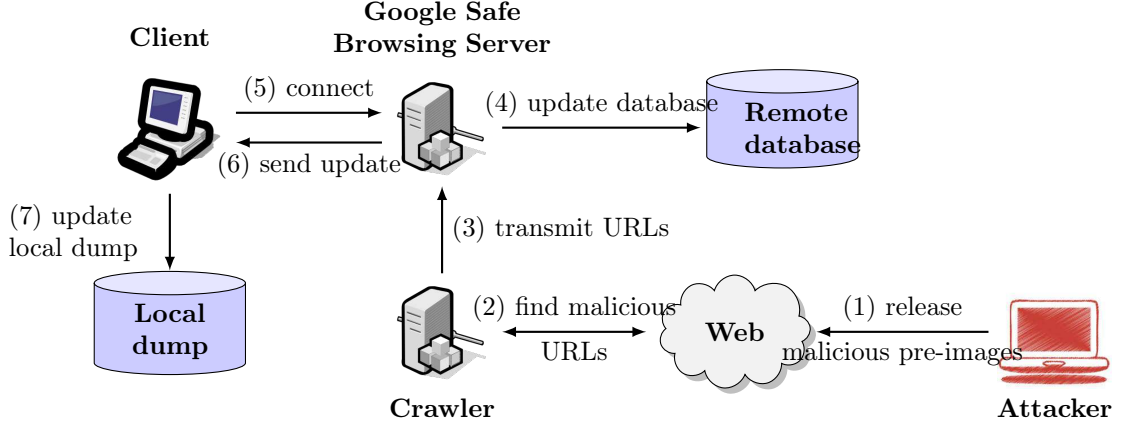 Google Safe
Browsing Server
Client
(5) connect
(4) update database
Remote
database
(6) send update
(7) update
local dump
(3) transmit URLs
Local
dump
(2) find malicious
URLs
Web
(1) release
malicious pre-images
Crawler
Attacker